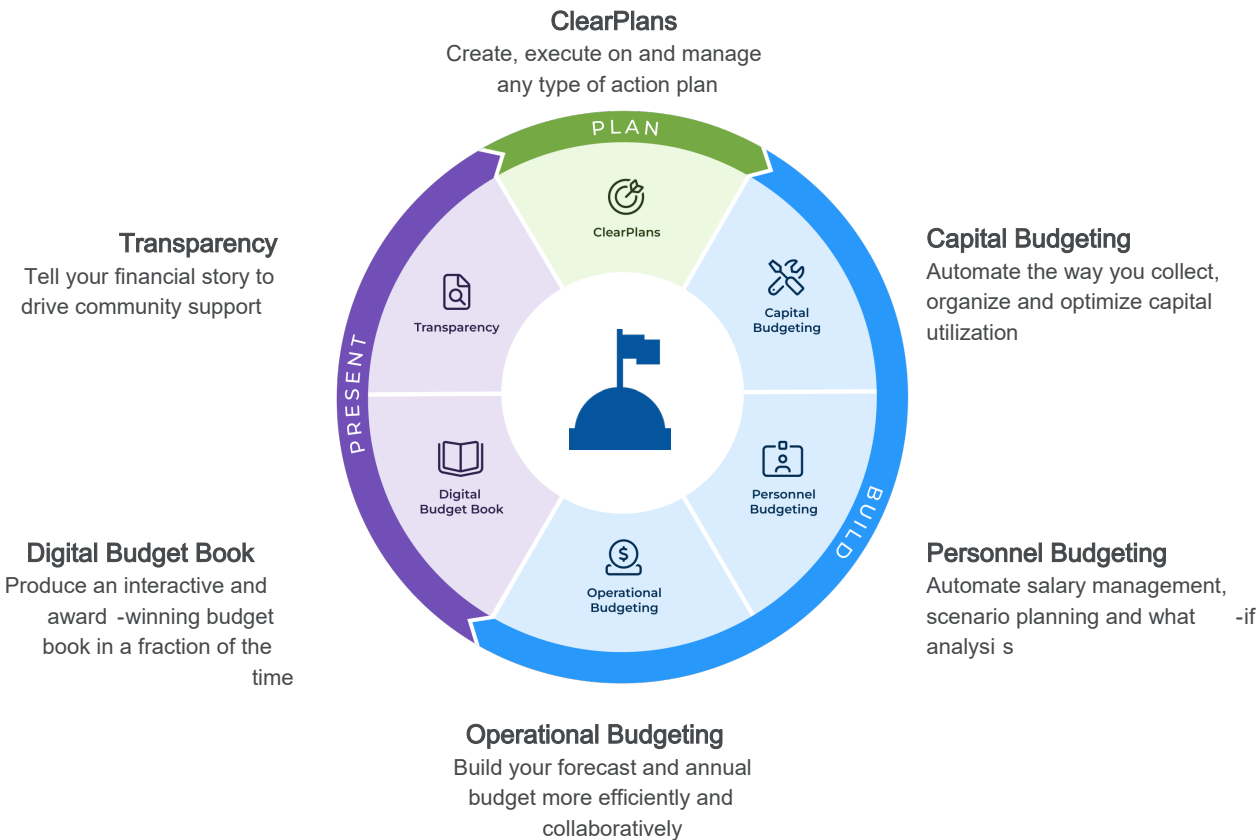 ClearPlans
Create, execute on and manage
any type of action plan
PLAN
ClearPlans
Transparency
Tell your financial story to
drive community support
Capital Budgeting
Automate the way you collect,
organize and optimize capital
utilization
Transparency
Capital
Budgeting
PRESENT
BUILD
Digital
Budget Book
Personnel
Budgeting
$
Operational
Budgeting
Digital Budget Book
Produce an interactive and
award -winning budget
book in a fraction of the
time
Personnel Budgeting
Automate salary management,
scenario planning and what -if
analysi s
Operational Budgeting
Build your forecast and annual
budget more efficiently and
collaboratively